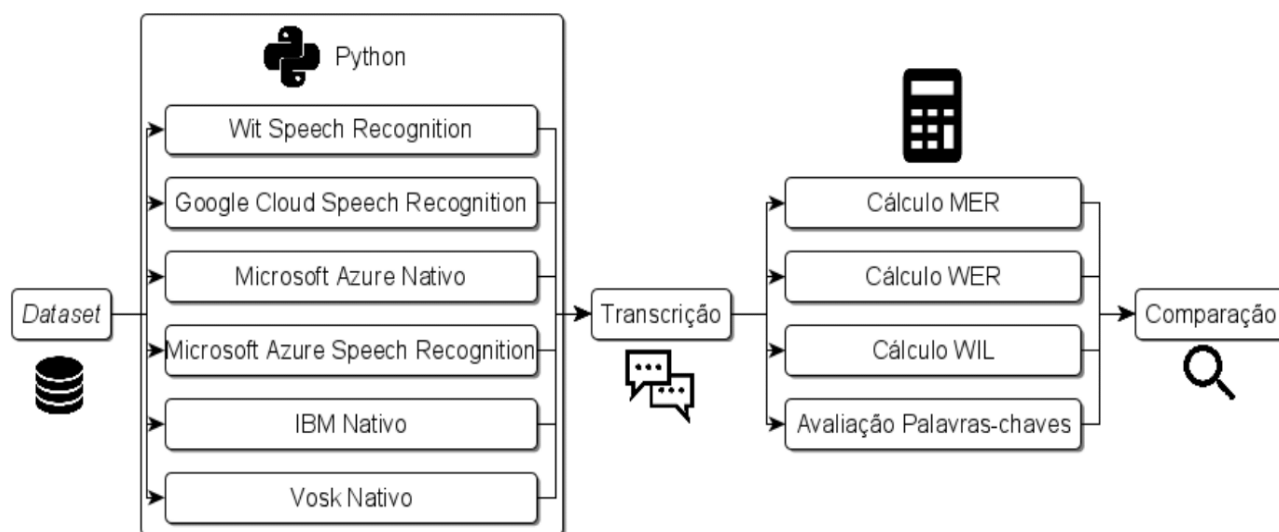 Python
Wit Speech Recognition
Google Cloud Speech Recognition
Microsoft Azure Nativo
Microsoft Azure Speech Recognition
IBM Nativo
Vosk Nativo
Dataset
Transcrição
Cálculo MER
Cálculo WER
Cálculo WIL
Avaliação Palavras-chaves
Comparação